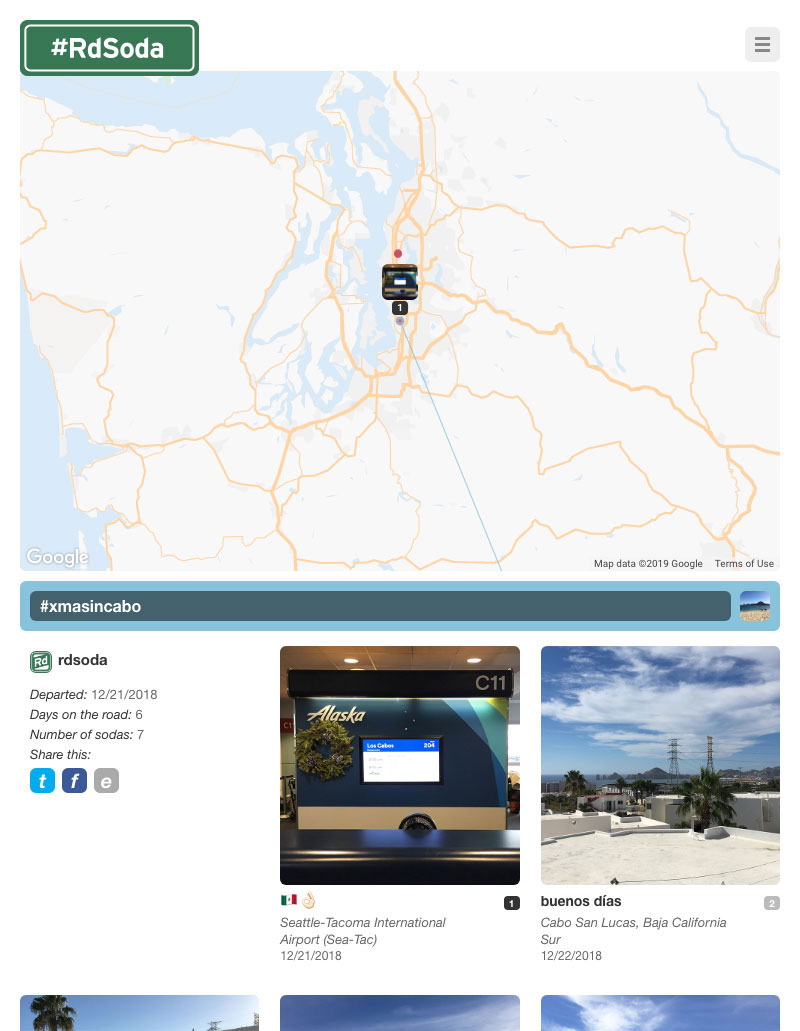 #RdSoda
1
Google
Map data ©2019 Google Terms of Use
#xmasincabo
Rd rdsoda
Departed: 12/21/2018
Days on the road: 6
Number of sodas: 7
Share this:
t f e
C11
C11
Alaska
Los Cabos 204
🇲🇽 👌🏻 1
Seattle-Tacoma International
Airport (Sea-Tac)
12/21/2018
buenos días 2
Cabo San Lucas, Baja California
Sur
12/22/2018